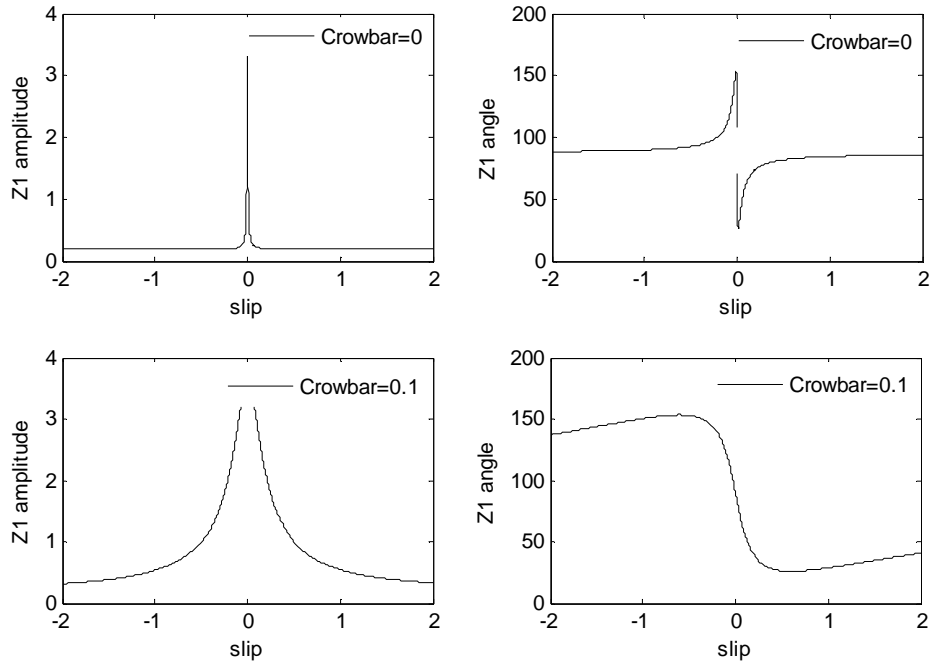 4
3
2
1
0
Z1 amplitude
Crowbar=0
-2 -1 0 1 2
slip
200
150
100
50
0
Z1 angle
Crowbar=0
-2 -1 0 1 2
slip
4
3
2
1
0
Z1 amplitude
Crowbar=0.1
-2 -1 0 1 2
slip
200
150
100
50
0
Z1 angle
Crowbar=0.1
-2 -1 0 1 2
slip